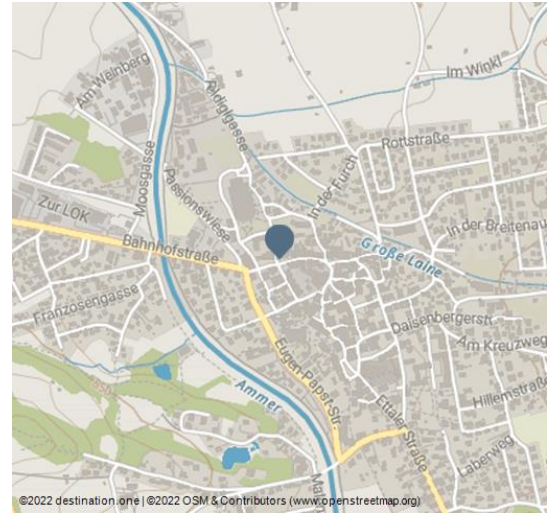 Im Winkl
Am Weinberg
Feldiglgasse
Rottstraße
In der Furch
Moosgasse
Passionswiese
Zur LOK
In der Breitenau
Bahnhofstraße
Große Laine
Franzosengasse
Daisenbergerstr
Am Kreuzweg
Eugen-Papst-Str
850
Ammer
Hillernstraße
Ettaler Straße
Laberweg
©2022 destination.one | ©2022 OSM & Contributors (www.openstreetmap.org)